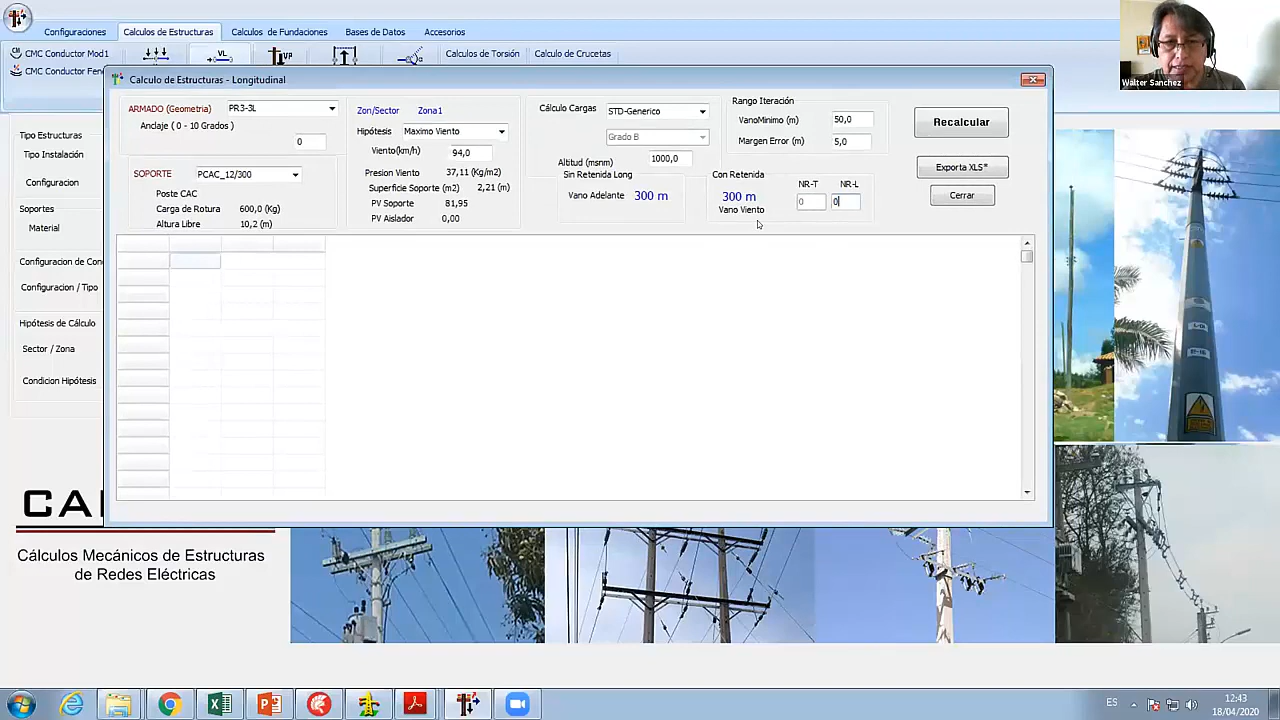 Configuraciones
Calculos de Estructuras
Calculos de Fundaciones
Bases de Datos
Accesorios
CMC Conductor Mod1
VL
VP
Calculos de Torsión
Calculo de Crucetas
CMC Conductor Fen
Walter Sanchez
Calculo de Estructuras - Longitudinal
ARMADO (Geometria)
PR3-3L
Anclaje ( 0 - 10 Grados )
0
SOPORTE
PCAC_12/300
Poste CAC
Carga de Rotura
600,0 (Kg)
Altura Libre
10,2 (m)
Zon/Sector
Zona1
Hipótesis
Maximo Viento
Viento(km/h)
94,0
Presion Viento
37,11 (Kg/m2)
Superficie Soporte (m2)
2,21 (m)
PV Soporte
81,95
PV Aislador
0,00
Cálculo Cargas
STD-Generico
Grado B
Altitud (msnm)
1000,0
Sin Retenida Long
Vano Adelante
300 m
Rango Iteración
VanoMinimo (m)
50,0
Margen Error (m)
5,0
Con Retenida
300 m
Vano Viento
NR-T
NR-L
0
0
Recalcular
Exporta XLS*
Cerrar
Tipo Estructuras
Tipo Instalación
Configuracion
Soportes
Material
Configuracion de Con
Configuracion / Tipo
Hipótesis de Cálculo
Sector / Zona
Condicion Hipótesis
Cálculos Mecánicos de Estructuras
de Redes Eléctricas
ES
12:43
18/04/2020